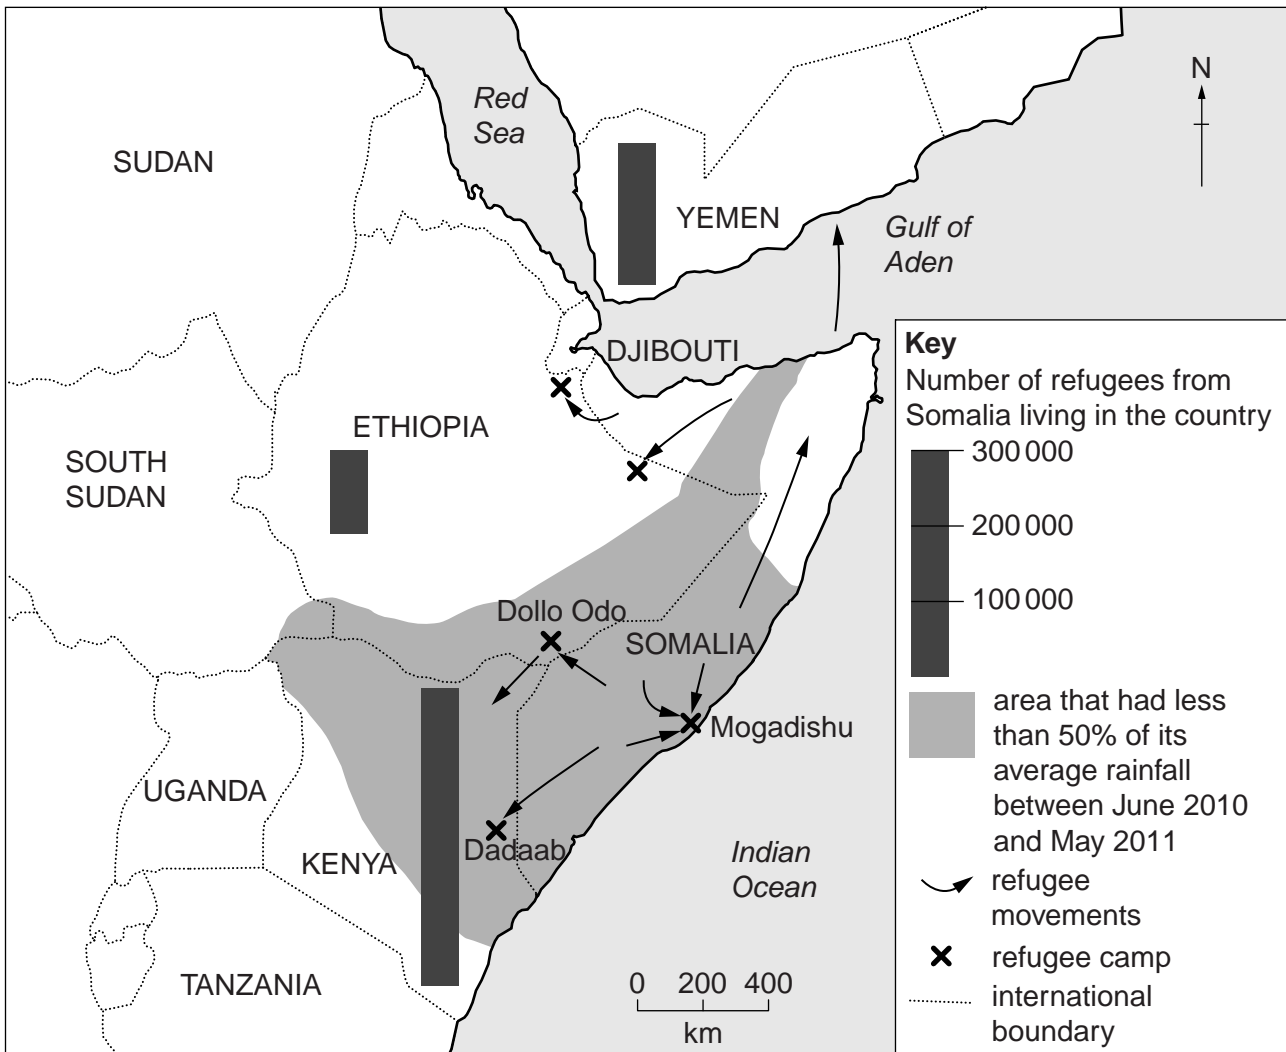 Red
Sea
SUDAN
YEMEN
Gulf of
Aden
N
DJIBOUTI
ETHIOPIA
SOUTH
SUDAN
Dollo Odo
SOMALIA
Mogadishu
UGANDA
KENYA
Dadaab
Indian
Ocean
TANZANIA
0 200 400
km
Key
Number of refugees from
Somalia living in the country
300 000
200 000
100 000
area that had less
than 50% of its
average rainfall
between June 2010
and May 2011
refugee
movements
refugee camp
international
boundary